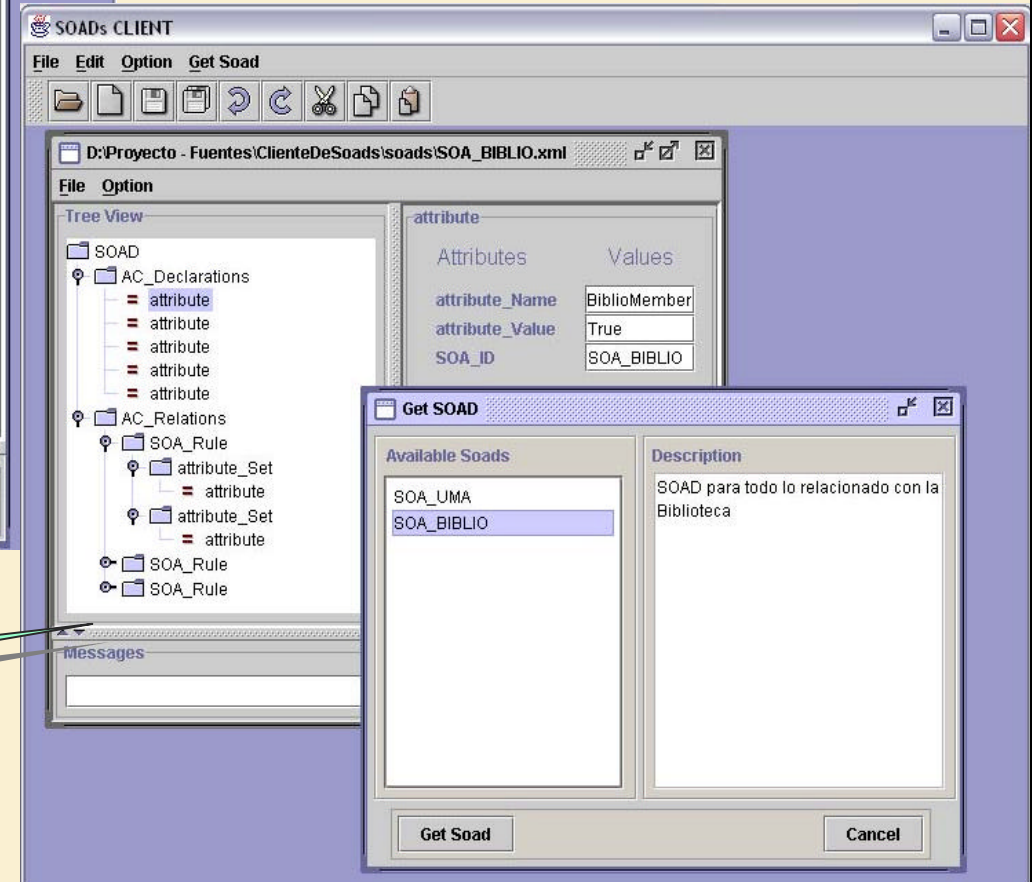 SOADs CLIENT
File Edit Option Get Soad
D:\Proyecto - Fuentes\ClienteDeSoads\soads\SOA_BIBLIO.xml
File Option
Tree View
SOAD
AC_Declarations
attribute
attribute
attribute
attribute
attribute
AC_Relations
SOA_Rule
attribute_Set
attribute
attribute_Set
attribute
SOA_Rule
SOA_Rule
attribute
Attributes Values
attribute_Name BiblioMember
attribute_Value True
SOA_ID SOA_BIBLIO
Messages
Get SOAD
Available Soads
SOA_UMA
SOA_BIBLIO
Description
SOAD para todo lo relacionado con la
Biblioteca
Get Soad Cancel